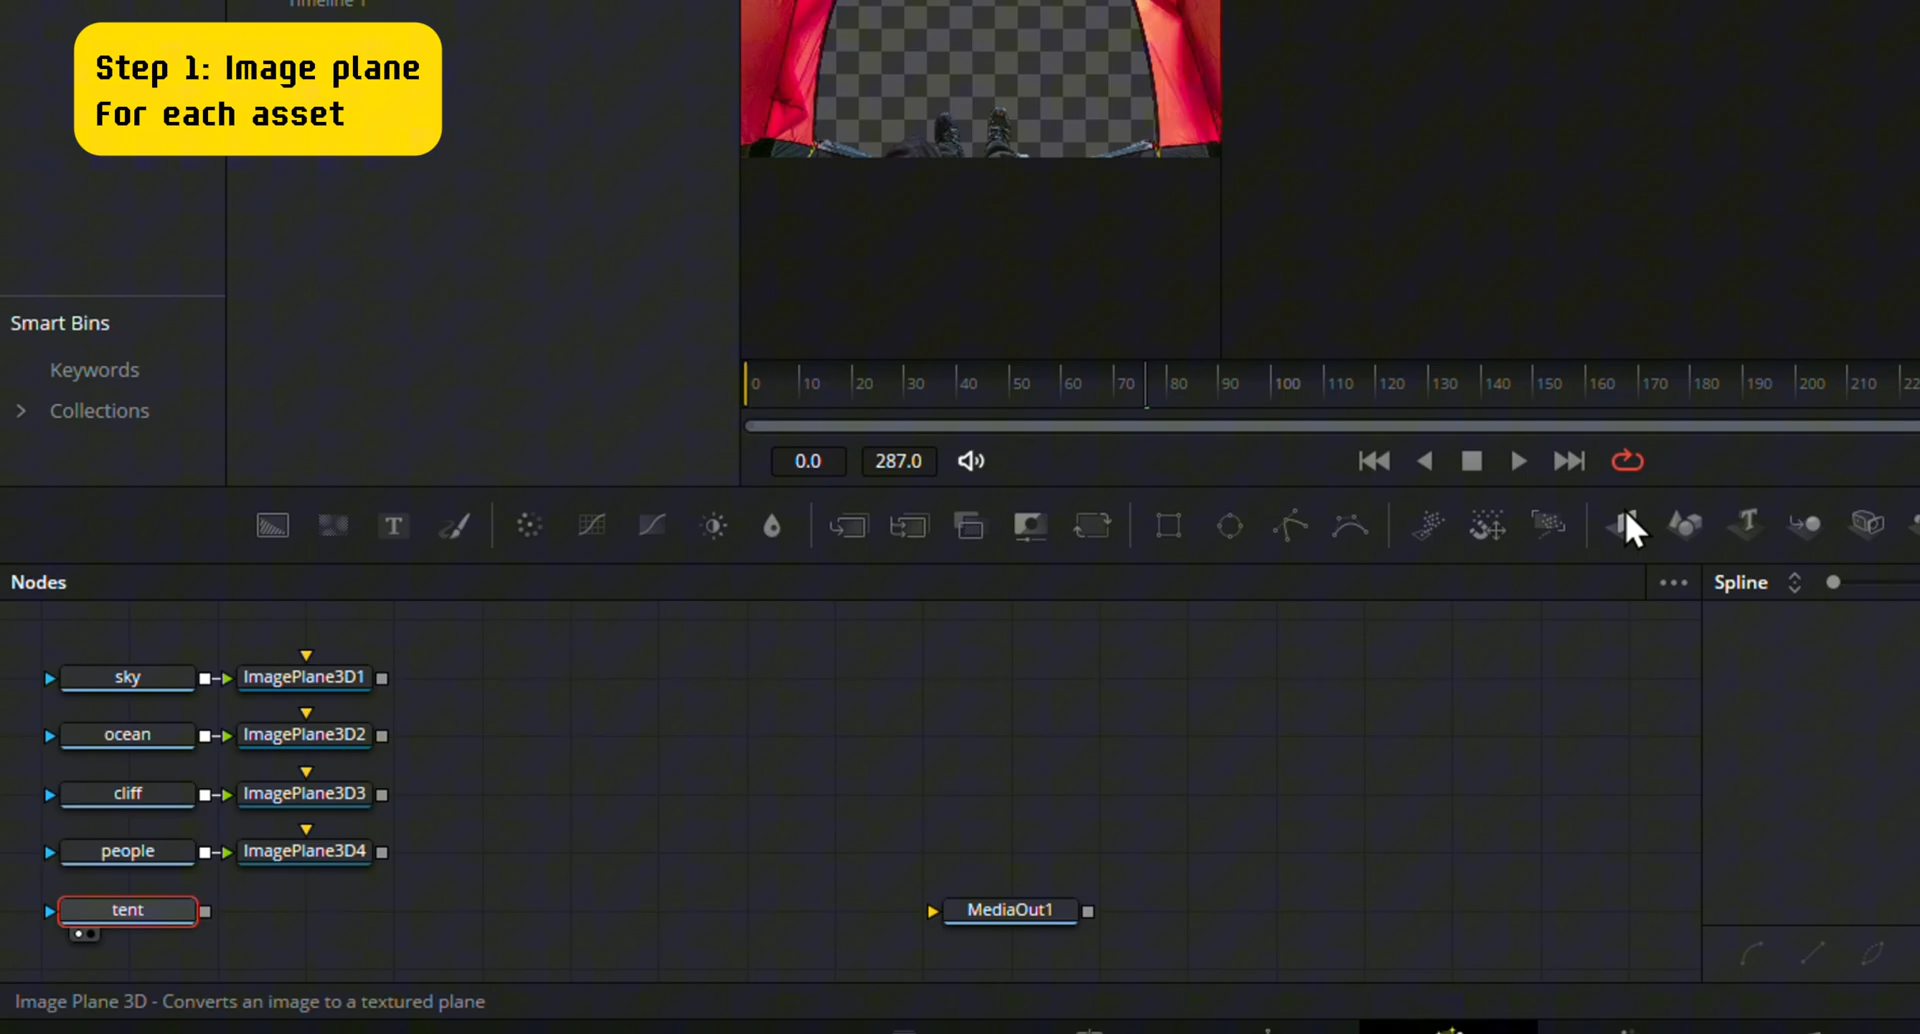 Timeline 1
Step 1: Image plane
For each asset
Smart Bins
Keywords
Collections
0 10 20 30 40 50 60 70 80 90 100 110 120 130 140 150 160 170 180 190 200 210 22
0.0 287.0
T T
Nodes
Spline
sky ImagePlane3D1
ocean ImagePlane3D2
cliff ImagePlane3D3
people ImagePlane3D4
tent MediaOut1
Image Plane 3D - Converts an image to a textured plane